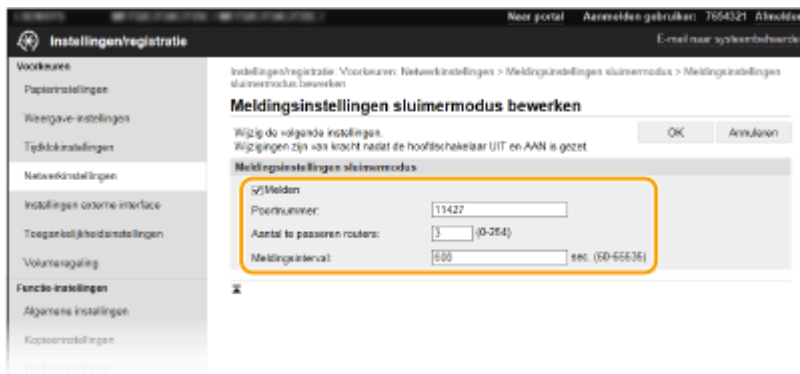 Naar portal Aanmelden gebruiker: 7654321 Afmelden
Instellingen/registratie
E-mail naar systeembeheerde
Voorkeuren
Papierinstellingen
Weergave-instellingen
Tijdklokinstellingen
Netwerkinstellingen
Instellingen externe interface
Toegankelijkheidsinstellingen
Volumeregeling
Functie-instellingen
Algemene instellingen
Kopieerinstellingen
Instellingen/registratie: Voorkeuren: Netwerkinstellingen > Meldingsinstellingen sluimermodus > Meldingsinstellingen
sluimermodus bewerken
Meldingsinstellingen sluimermodus bewerken
Wijzig de volgende instellingen.
Wijzigingen zijn van kracht nadat de hoofdschakelaar UIT en AAN is gezet.
OK Annuleren
Meldingsinstellingen sluimermodus
Melden
Poortnummer: 11427
Aantal te passeren routers: 3 (0-254)
Meldingsinterval: 600 sec. (60-65535)